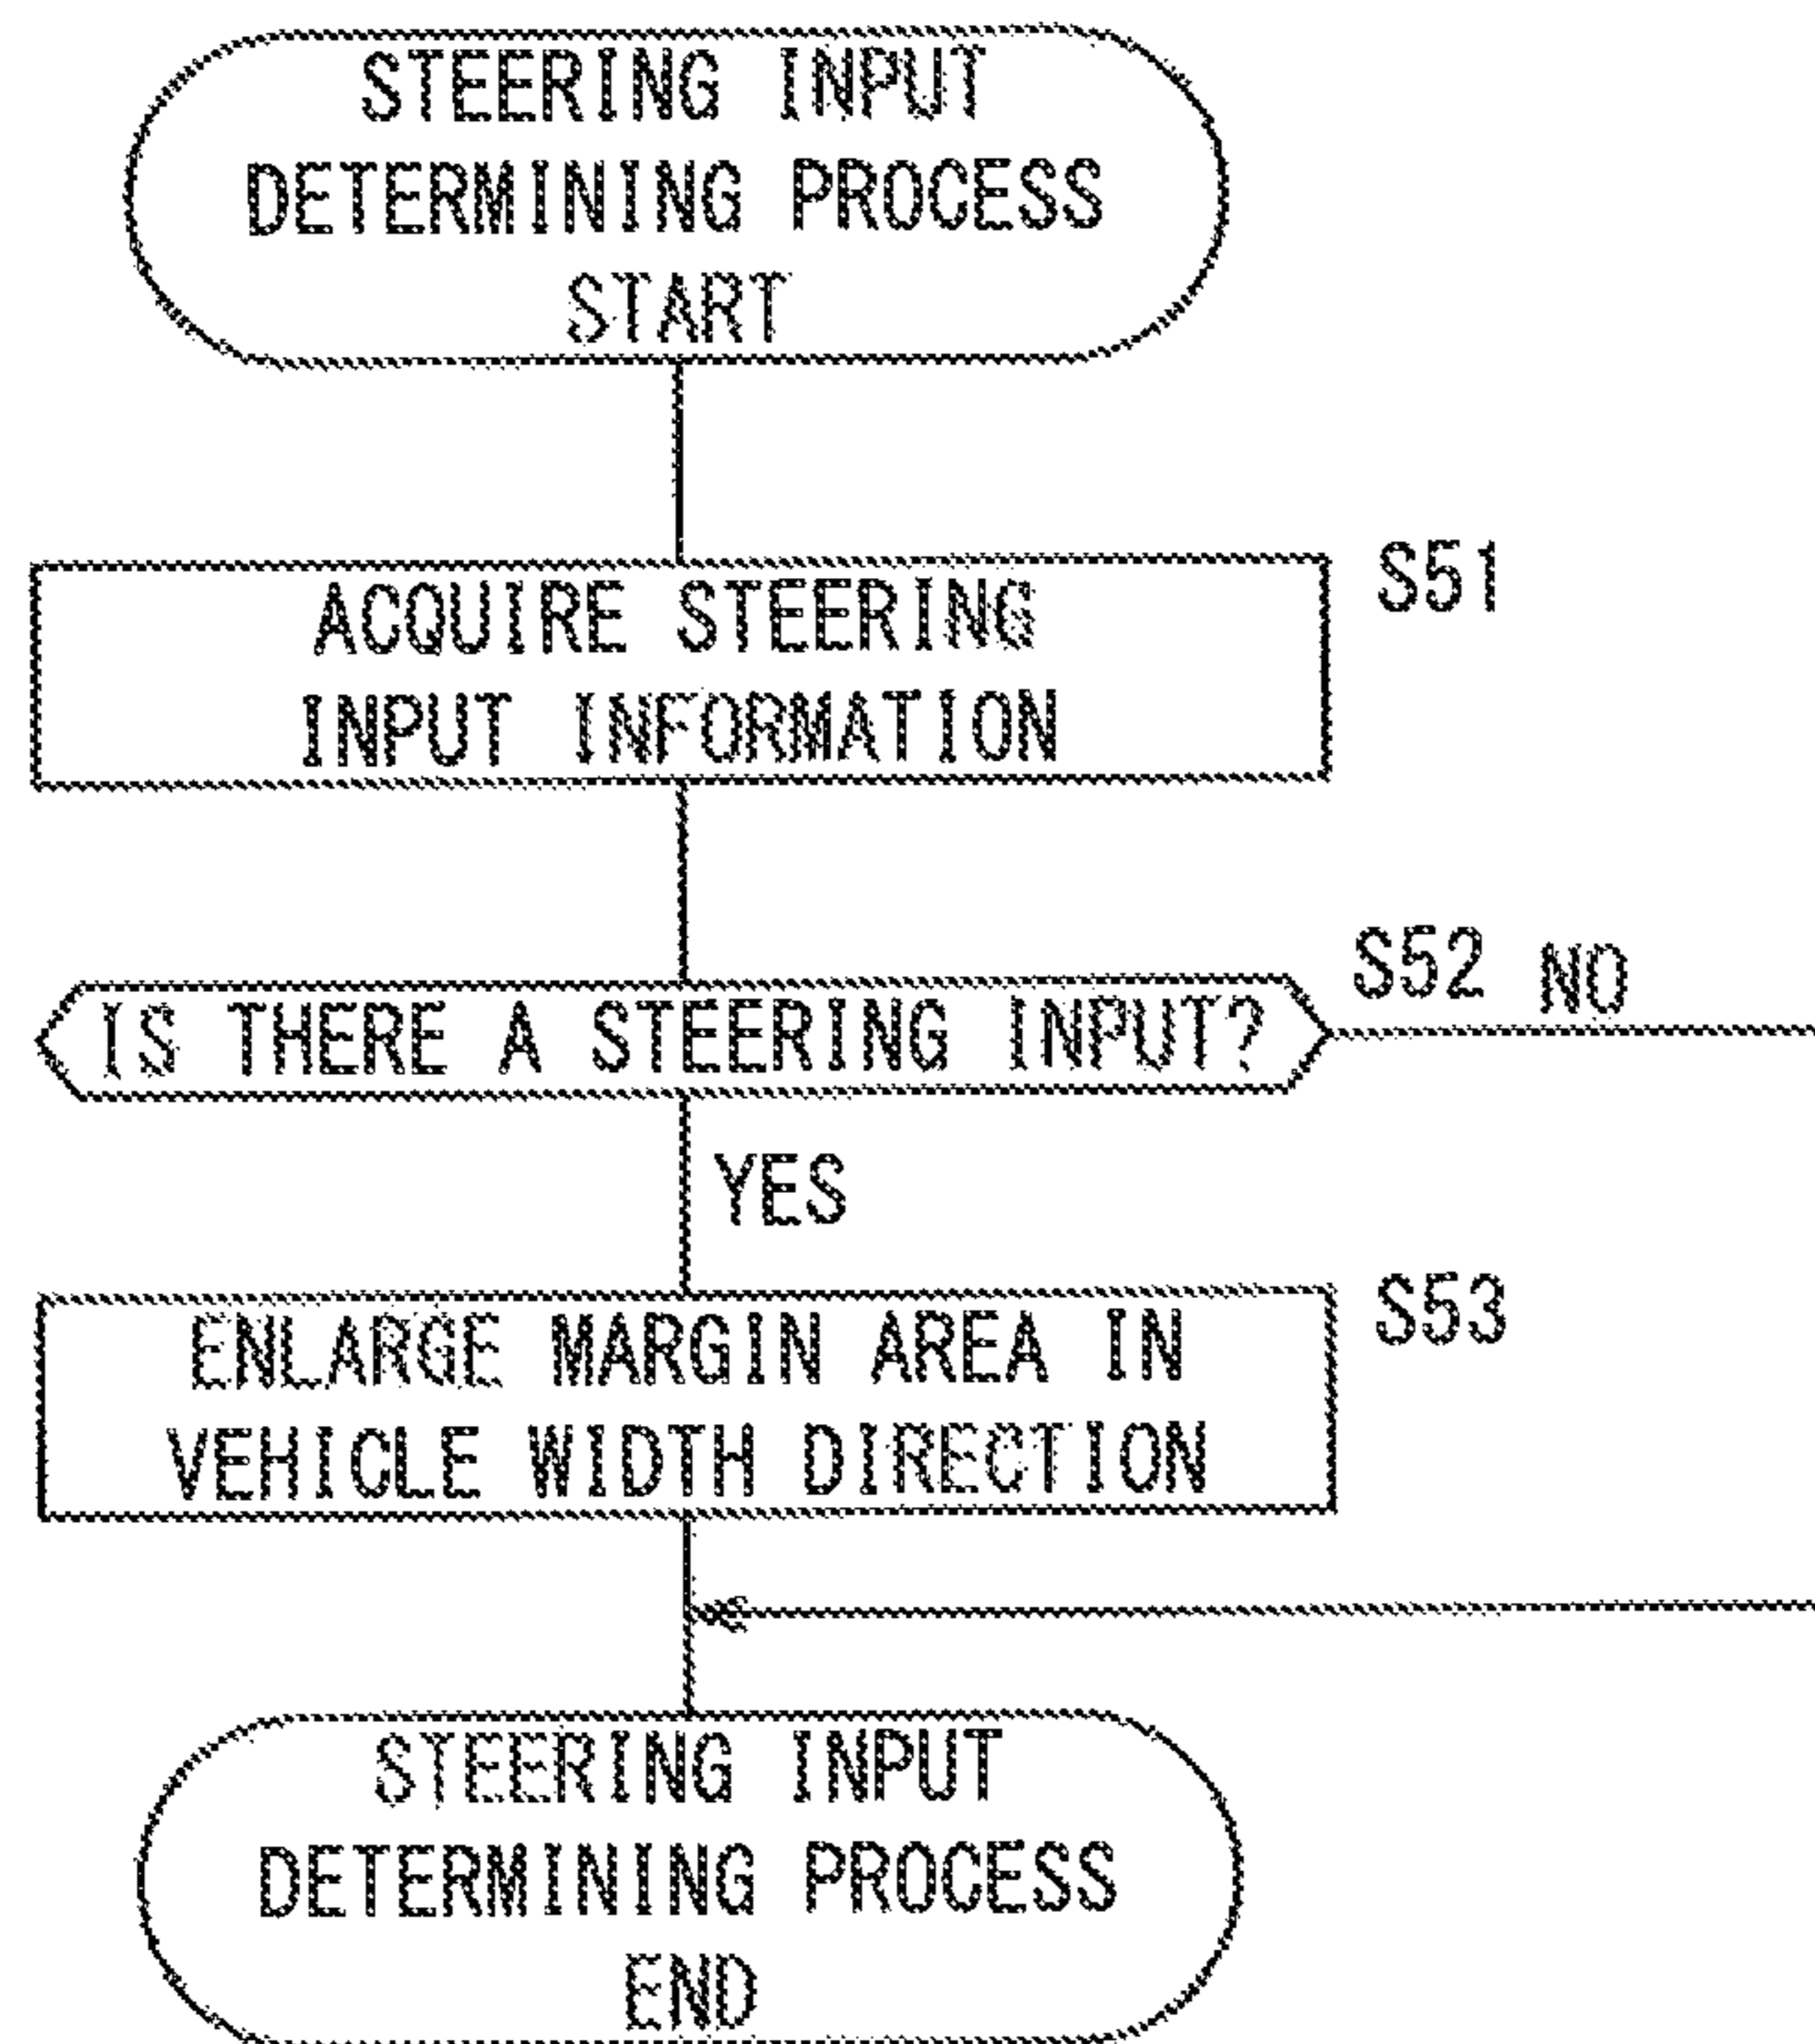 STEERING INPUT
DETERMINING PROCESS
START
ACQUIRE STEERING
INPUT INFORMATION
S51
IS THERE A STEERING INPUT?
S52
NO
YES
ENLARGE MARGIN AREA IN
VEHICLE WIDTH DIRECTION
S53
STEERING INPUT
DETERMINING PROCESS
END